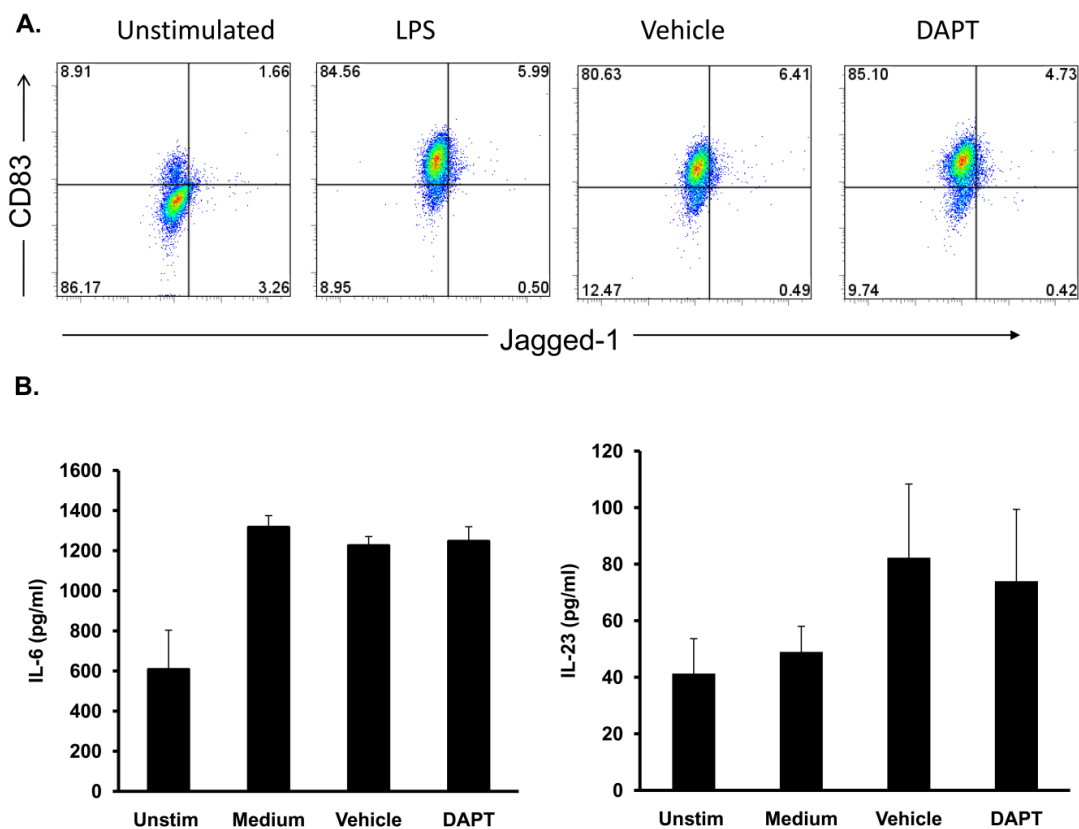 A.
Unstimulated LPS Vehicle DAPT
8.91 1.66 84.56 5.99 80.63 6.41 85.10 4.73
CD83
86.17 3.26 8.95 0.50 12.47 0.49 9.74 0.42
Jagged-1
B.
IL-6 (pg/ml)
1600
1400
1200
1000
800
600
400
200
0
Unstim Medium Vehicle DAPT
IL-23 (pg/ml)
120
100
80
60
40
20
0
Unstim Medium Vehicle DAPT